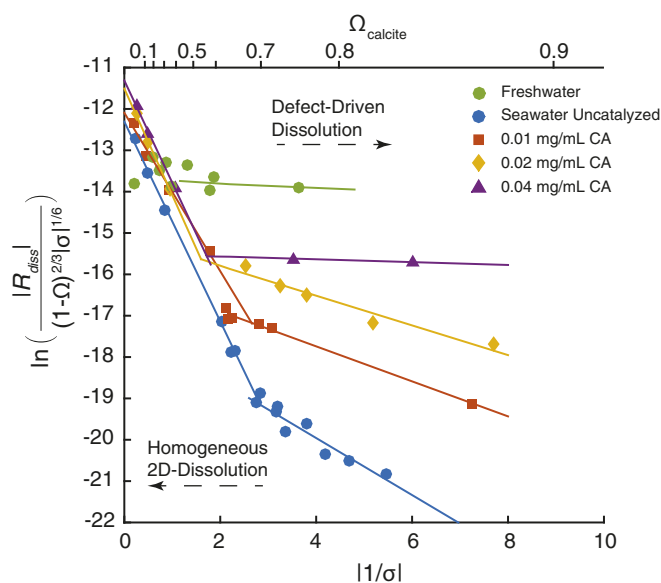 Ω calcite
0.1 0.5 0.7 0.8 0.9
-11
-12
-13
-14
-15
-16
-17
-18
-19
-20
-21
-22
ln ( |R diss| / (1-Ω)^2/3 |σ|^1/6 )
Freshwater
Seawater Uncatalyzed
0.01 mg/mL CA
0.02 mg/mL CA
0.04 mg/mL CA
Defect-Driven
Dissolution
Homogeneous
2D-Dissolution
0 2 4 6 8 10
|1/σ|